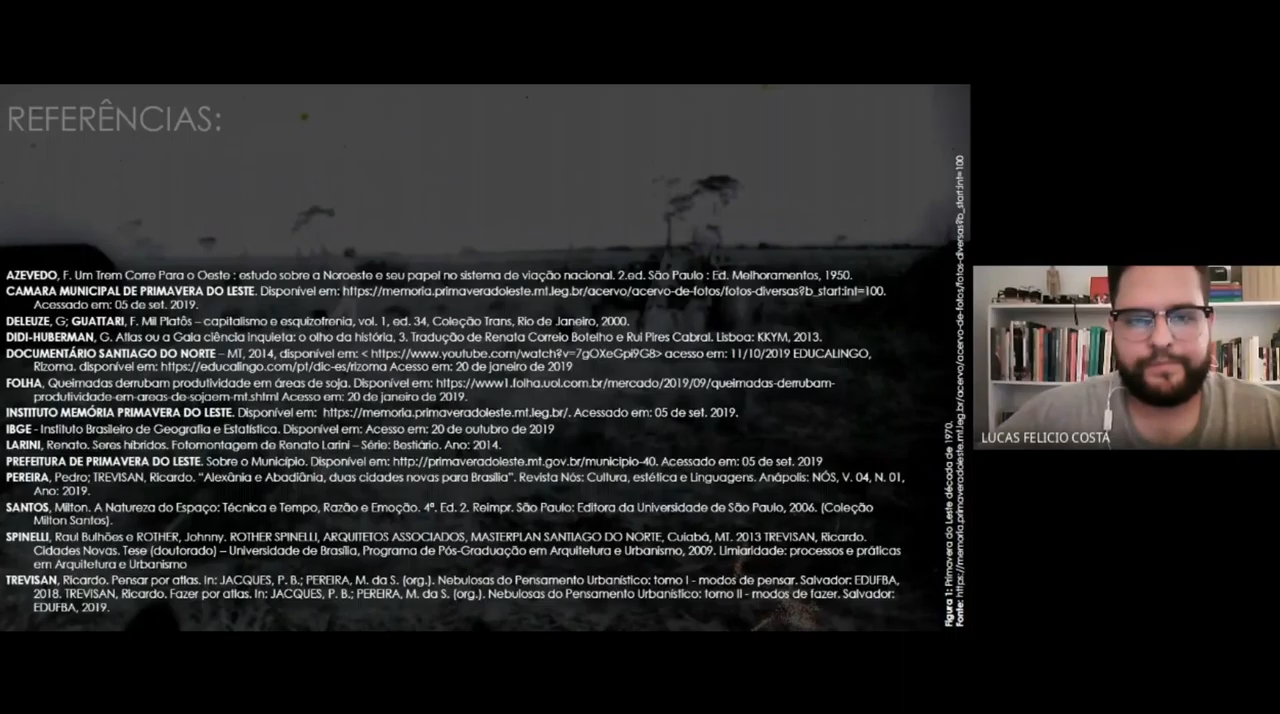 REFERÊNCIAS:
AZEVEDO, F. Um Trem Corre Para o Oeste : estudo sobre a Noroeste e seu papel no sistema de viação nacional. 2.ed. São Paulo : Ed. Melhoramentos, 1950.
CAMARA MUNICIPAL DE PRIMAVERA DO LESTE. Disponível em: https://memoria.primaveradoleste.mt.leg.br/acervo/acervo-de-fotos/fotos-diversas?b_start:int=100.
Acessado em: 05 de set. 2019.
DELEUZE, G; GUATTARI, F. Mil Platôs – capitalismo e esquizofrenia, vol. 1, ed. 34, Coleção Trans, Rio de Janeiro, 2000.
DIDI-HUBERMAN, G. Atlas ou a Gaia ciência inquieta: o olho da história, 3. Tradução de Renata Correio Botelho e Rui Pires Cabral. Lisboa: KKYM, 2013.
DOCUMENTÁRIO SANTIAGO DO NORTE – MT, 2014, disponível em: < https://www.youtube.com/watch?v=7gOXeGpi9G8> acesso em: 11/10/2019 EDUCALINGO,
Rizoma. disponível em: https://educalingo.com/pt/dic-es/rizoma Acesso em: 20 de janeiro de 2019
FOLHA, Queimadas derrubam produtividade em áreas de soja. Disponível em: https://www1.folha.uol.com.br/mercado/2019/09/queimadas-derrubam-
produtividade-em-areas-de-sojaem-mt.shtml Acesso em: 20 de janeiro de 2019.
INSTITUTO MEMÓRIA PRIMAVERA DO LESTE. Disponível em: https://memoria.primaveradoleste.mt.leg.br/. Acessado em: 05 de set. 2019.
IBGE - Instituto Brasileiro de Geografia e Estatística. Disponível em: Acesso em: 20 de outubro de 2019
LARINI, Renato. Seres híbridos. Fotomontagem de Renato Larini – Série: Bestiário. Ano: 2014.
PREFEITURA DE PRIMAVERA DO LESTE. Sobre o Município. Disponível em: http://primaveradoleste.mt.gov.br/municipio-40. Acessado em: 05 de set. 2019
PEREIRA, Pedro; TREVISAN, Ricardo. “Alexânia e Abadiânia, duas cidades novas para Brasília”. Revista Nós: Cultura, estética e Linguagens. Anápolis: NÓS, V. 04, N. 01,
Ano: 2019.
SANTOS, Milton. A Natureza do Espaço: Técnica e Tempo, Razão e Emoção. 4ª. Ed. 2. Reimpr. São Paulo: Editora da Universidade de São Paulo, 2006. (Coleção
Milton Santos).
SPINELLI, Raul Bulhões e ROTHER, Johnny. ROTHER SPINELLI, ARQUITETOS ASSOCIADOS, MASTERPLAN SANTIAGO DO NORTE, Cuiabá, MT. 2013 TREVISAN, Ricardo.
Cidades Novas. Tese (doutorado) – Universidade de Brasília, Programa de Pós-Graduação em Arquitetura e Urbanismo, 2009. Limiaridade: processos e práticas
em Arquitetura e Urbanismo
TREVISAN, Ricardo. Pensar por atlas. In: JACQUES, P. B.; PEREIRA, M. da S. (org.). Nebulosas do Pensamento Urbanístico: tomo I - modos de pensar. Salvador: EDUFBA,
2018. TREVISAN, Ricardo. Fazer por atlas. In: JACQUES, P. B.; PEREIRA, M. da S. (org.). Nebulosas do Pensamento Urbanístico: tomo II - modos de fazer. Salvador:
EDUFBA, 2019.
Figura 1: Primavera do Leste década de 1970.
Fonte: https://memoria.primaveradoleste.mt.leg.br/acervo/acervo-de-fotos/fotos-diversas?b_start:int=100
LUCAS FELICIO COSTA